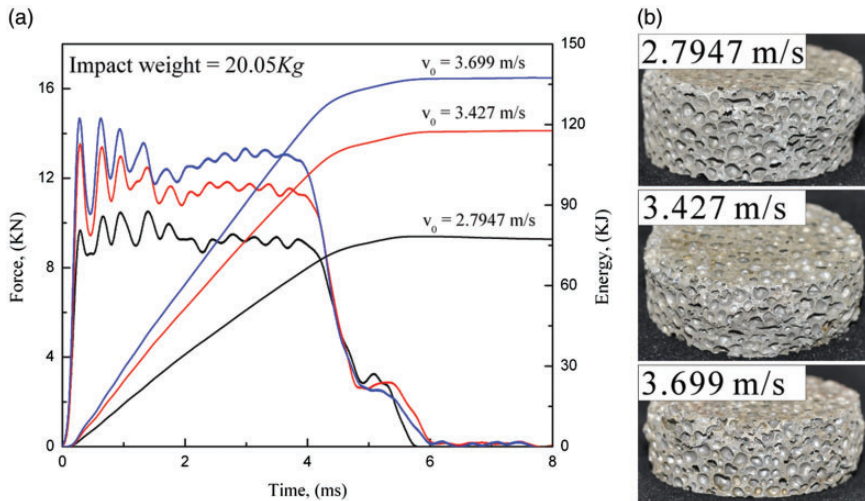 (a)
Impact weight = 20.05Kg
v₀ = 3.699 m/s
v₀ = 3.427 m/s
v₀ = 2.7947 m/s
Force, (KN)
16
12
8
4
0
150
120
90
60
30
0
Energy, (KJ)
0 2 4 6 8
Time, (ms)
(b)
2.7947 m/s
3.427 m/s
3.699 m/s